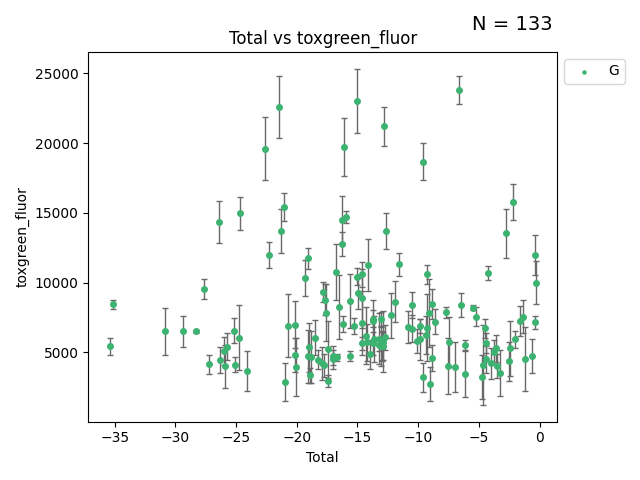 N = 133
Total vs toxgreen_fluor
G
toxgreen_fluor
25000
20000
15000
10000
5000
−35 −30 −25 −20 −15 −10 −5 0
Total